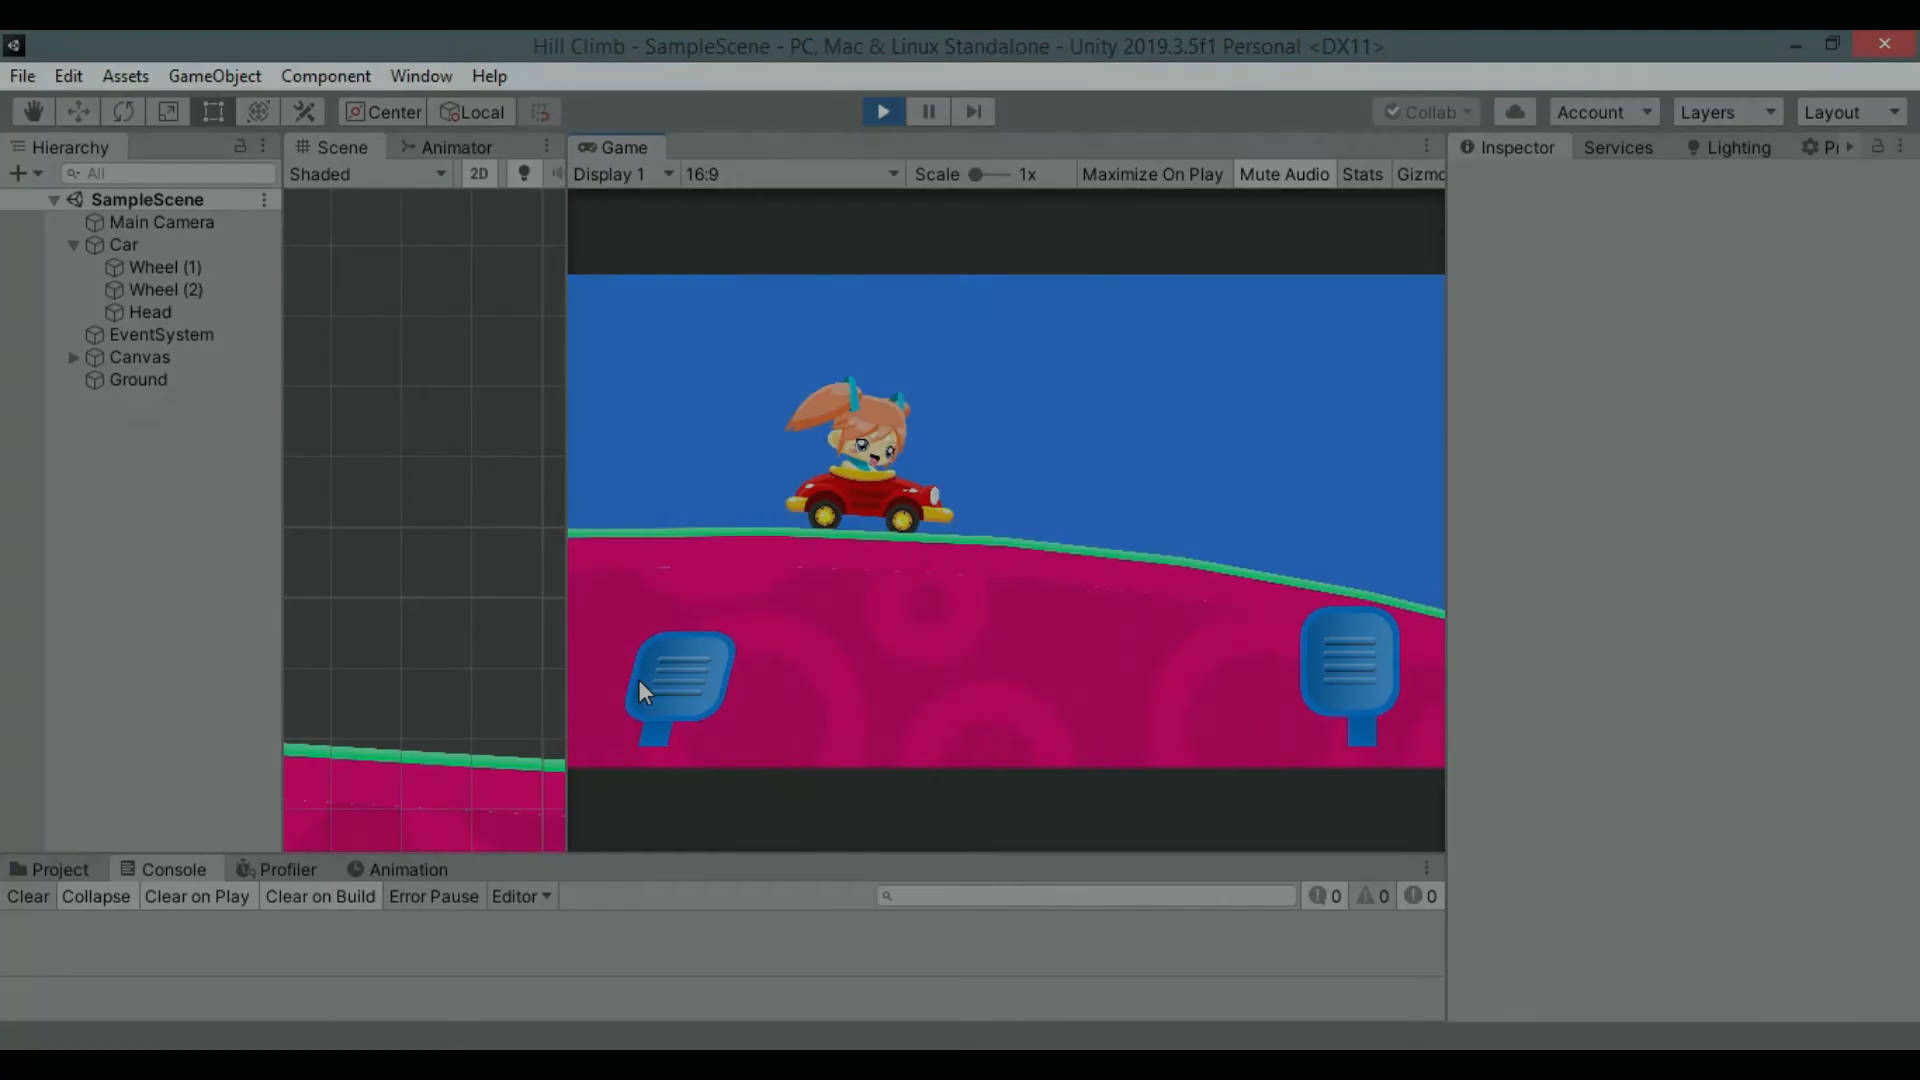 Hill Climb - SampleScene - PC, Mac & Linux Standalone - Unity 2019.3.5f1 Personal <DX11>
File Edit Assets GameObject Component Window Help
Center Local Collab Account Layers Layout
Hierarchy Scene Animator Game Inspector Services Lighting
All Shaded 2D Display 1 16:9 Scale 1x Maximize On Play Mute Audio Stats Gizmo
SampleScene
Main Camera
Car
Wheel (1)
Wheel (2)
Head
EventSystem
Canvas
Ground
Project Console Profiler Animation
Clear Collapse Clear on Play Clear on Build Error Pause Editor 0 0 0